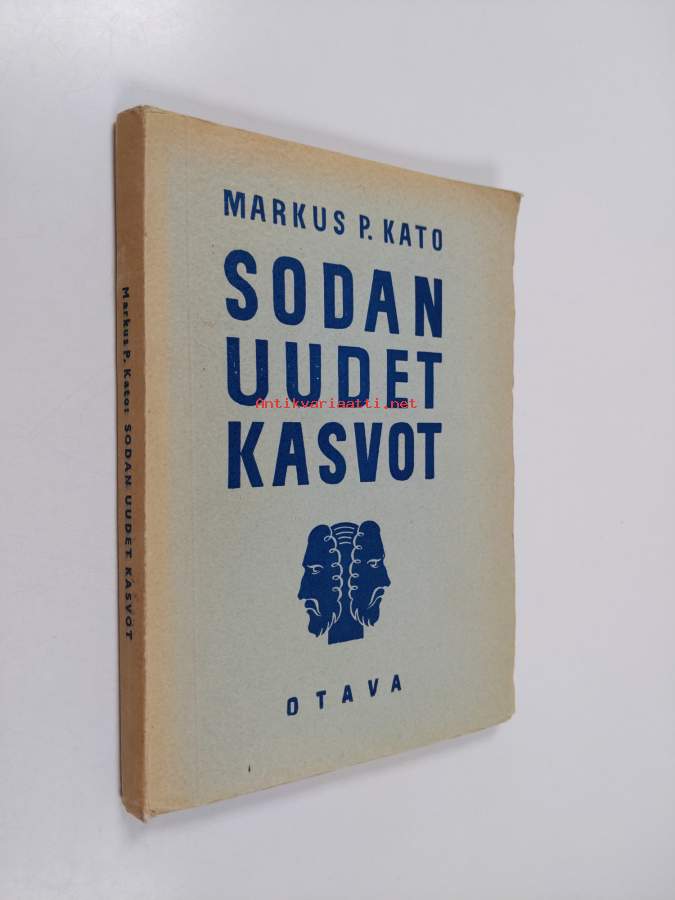 MARKUS P. KATO
SODAN
UUDET
KASVOT
OTAVA
Markus P. Kato: SODAN UUDET KASVOT
Antikvariaatti.net